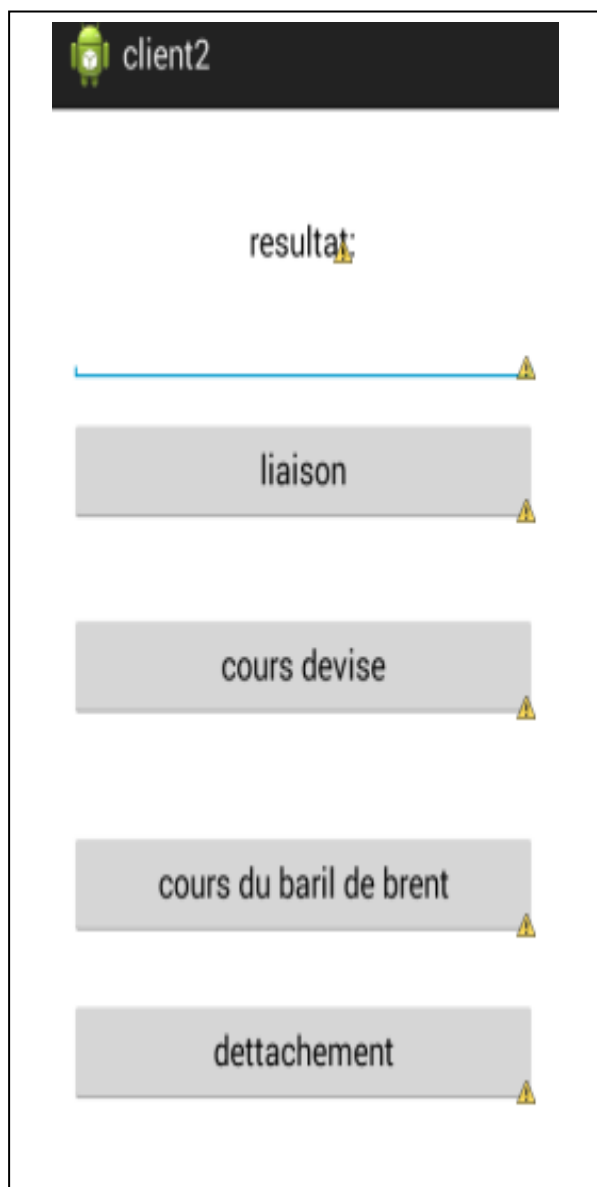 client2
resultat:
liaison
cours devise
cours du baril de brent
dettachement